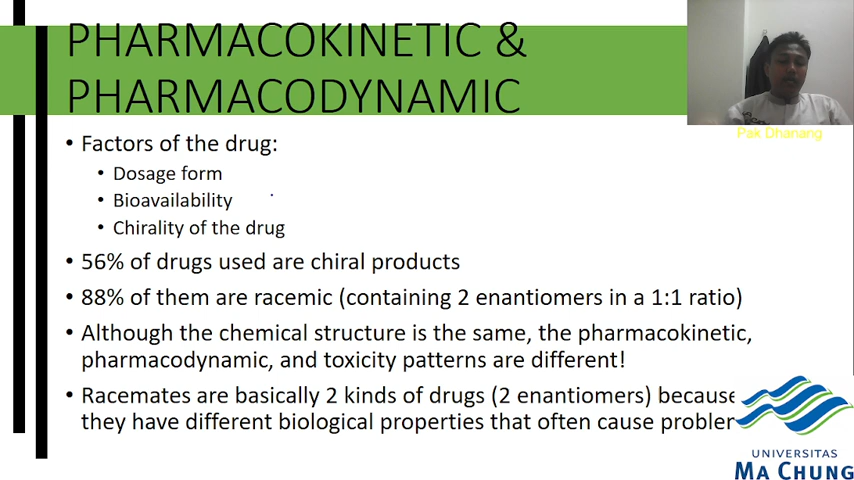 PHARMACOKINETIC &
PHARMACODYNAMIC
Pak Dhanang
• Factors of the drug:
• Dosage form
• Bioavailability
• Chirality of the drug
• 56% of drugs used are chiral products
• 88% of them are racemic (containing 2 enantiomers in a 1:1 ratio)
• Although the chemical structure is the same, the pharmacokinetic,
pharmacodynamic, and toxicity patterns are different!
• Racemates are basically 2 kinds of drugs (2 enantiomers) because
they have different biological properties that often cause
UNIVERSITAS
MA CHUNG